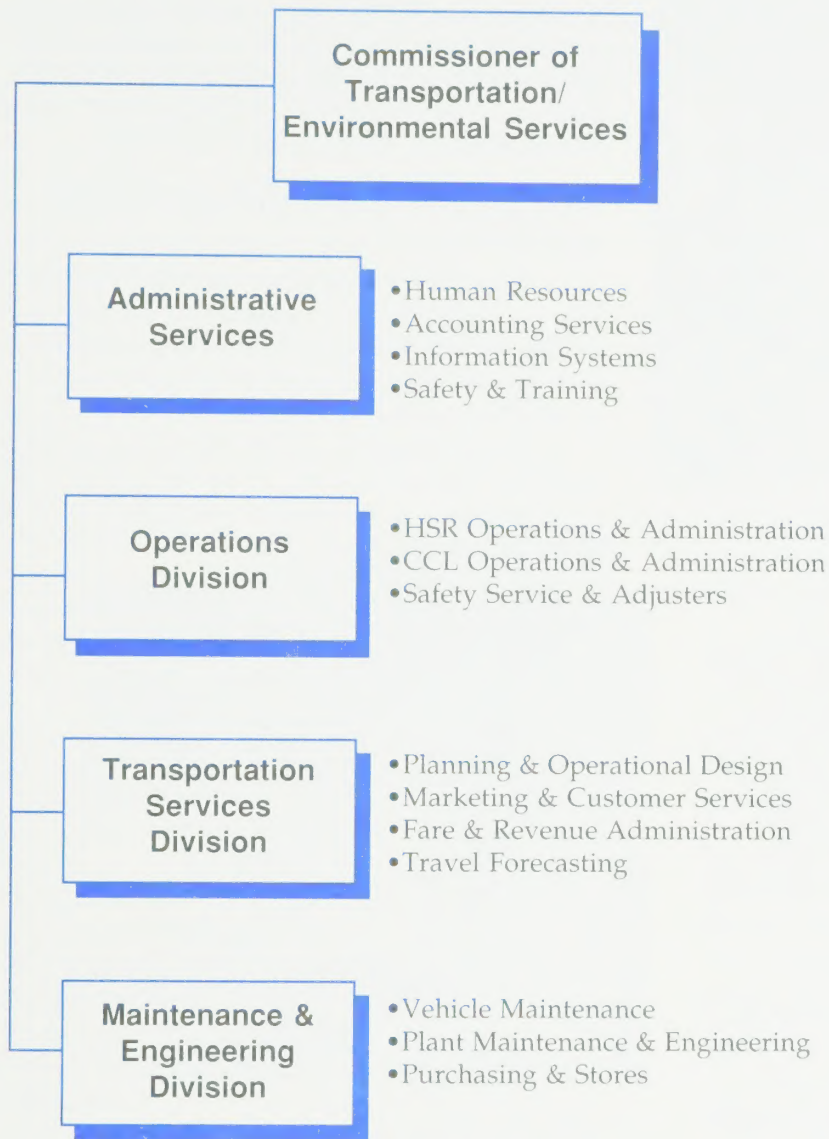 Commissioner of
Transportation/
Environmental Services
Administrative
Services
•Human Resources
•Accounting Services
•Information Systems
•Safety & Training
Operations
Division
•HSR Operations & Administration
•CCL Operations & Administration
•Safety Service & Adjusters
Transportation
Services
Division
•Planning & Operational Design
•Marketing & Customer Services
•Fare & Revenue Administration
•Travel Forecasting
Maintenance &
Engineering
Division
•Vehicle Maintenance
•Plant Maintenance & Engineering
•Purchasing & Stores